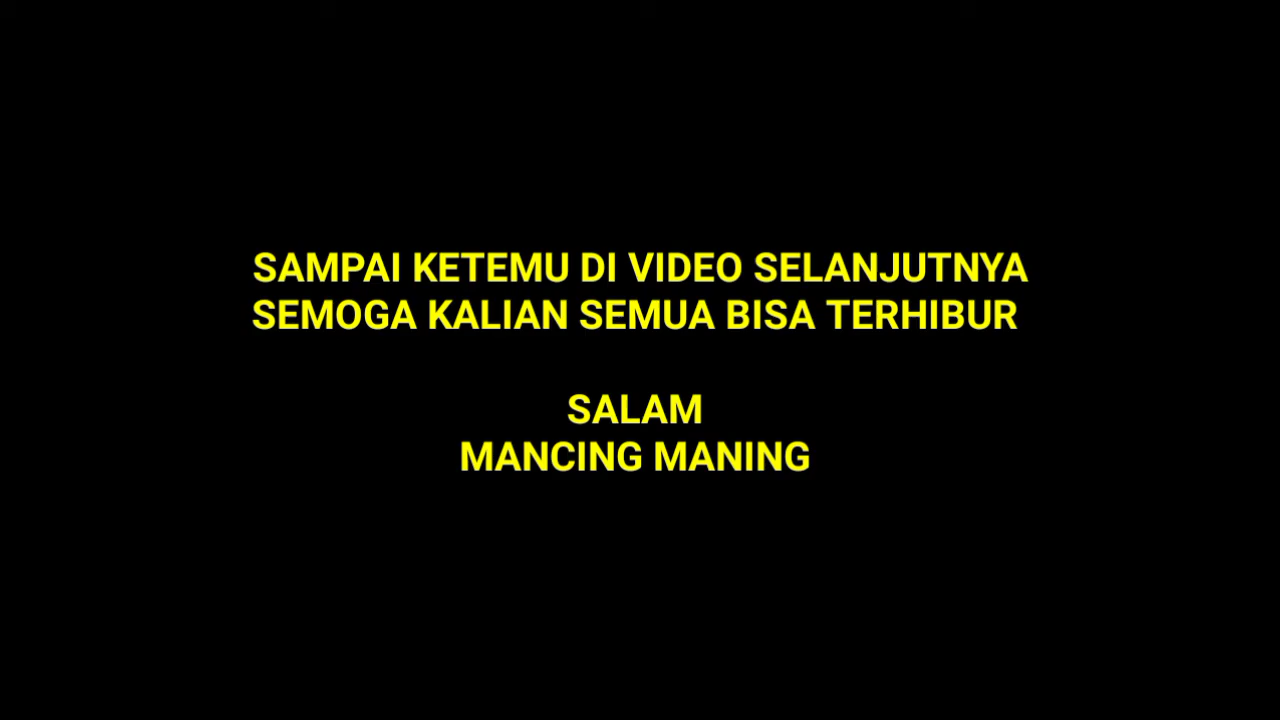 SAMPAI KETEMU DI VIDEO SELANJUTNYA
SEMOGA KALIAN SEMUA BISA TERHIBUR
SALAM
MANCING MANING